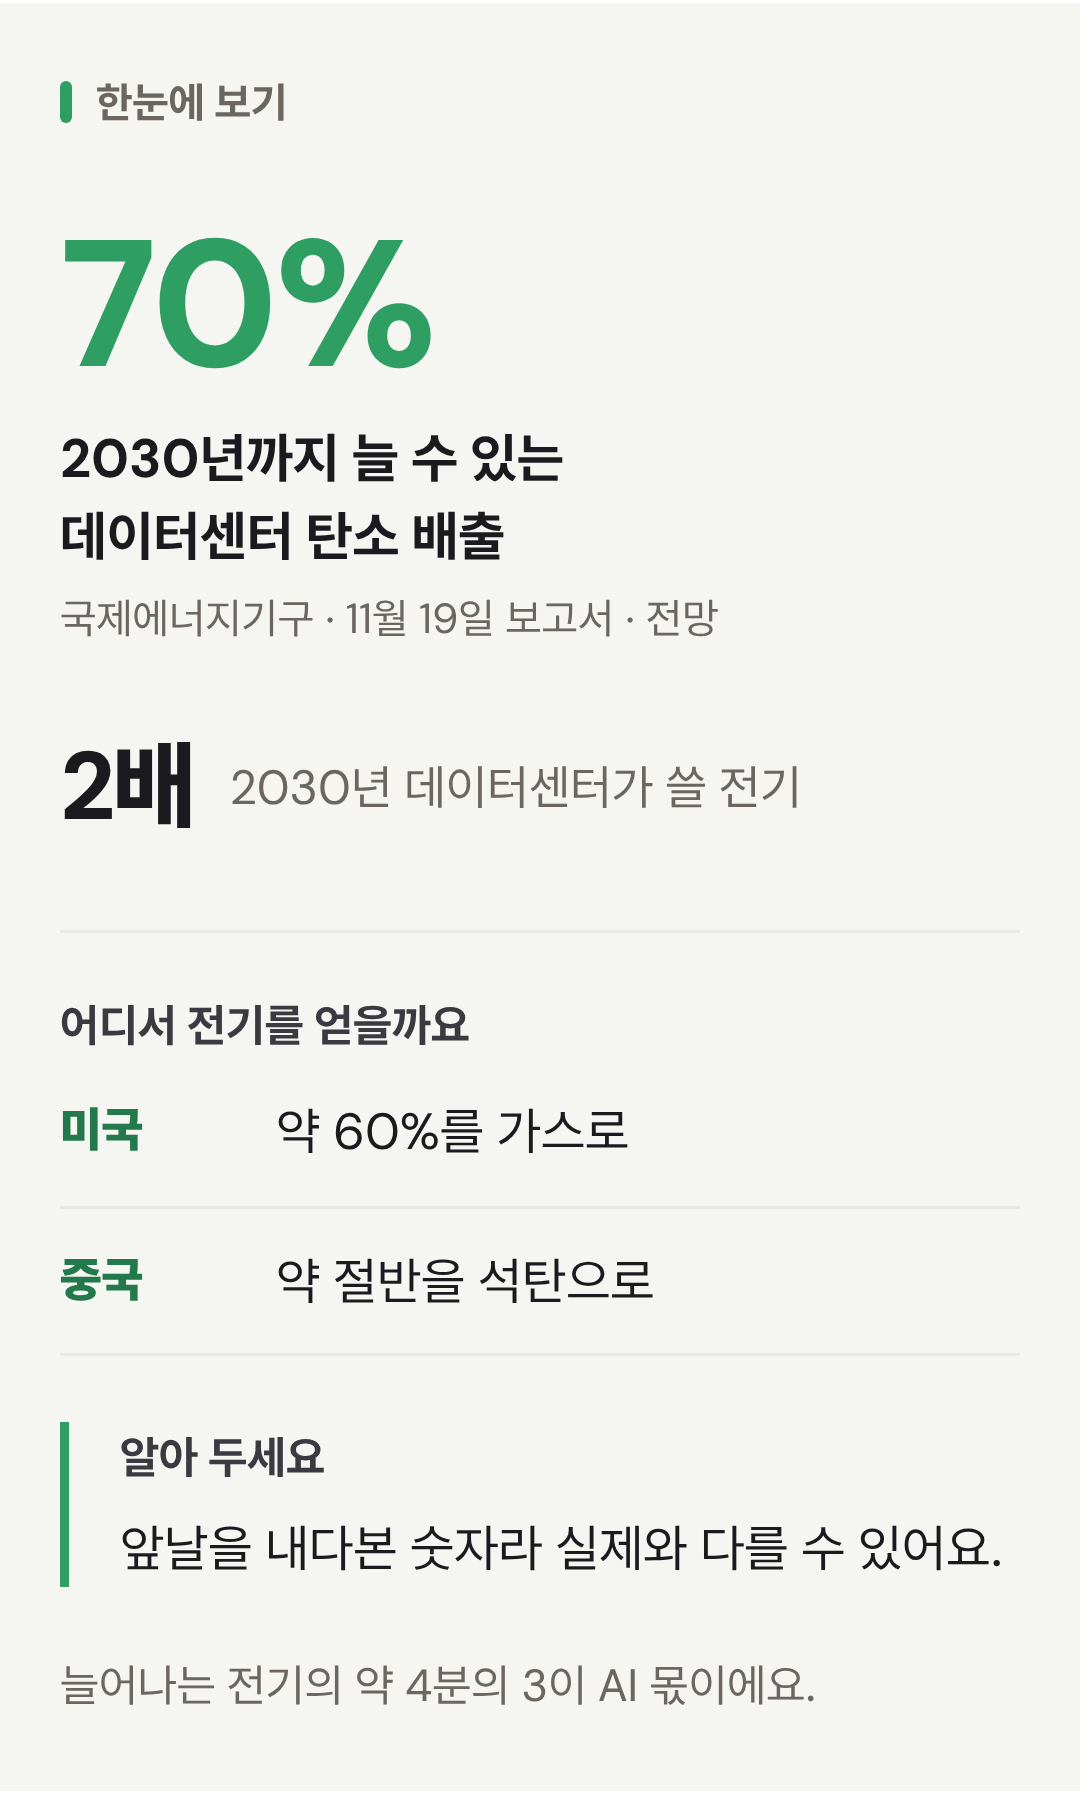 한눈에 보기
70%
2030년까지 늘 수 있는
데이터센터 탄소 배출
국제에너지기구 · 11월 19일 보고서 · 전망
2배 2030년 데이터센터가 쓸 전기
어디서 전기를 얻을까요
미국 약 60%를 가스로
중국 약 절반을 석탄으로
알아 두세요
앞날을 내다본 숫자라 실제와 다를 수 있어요.
늘어나는 전기의 약 4분의 3이 AI 몫이에요.